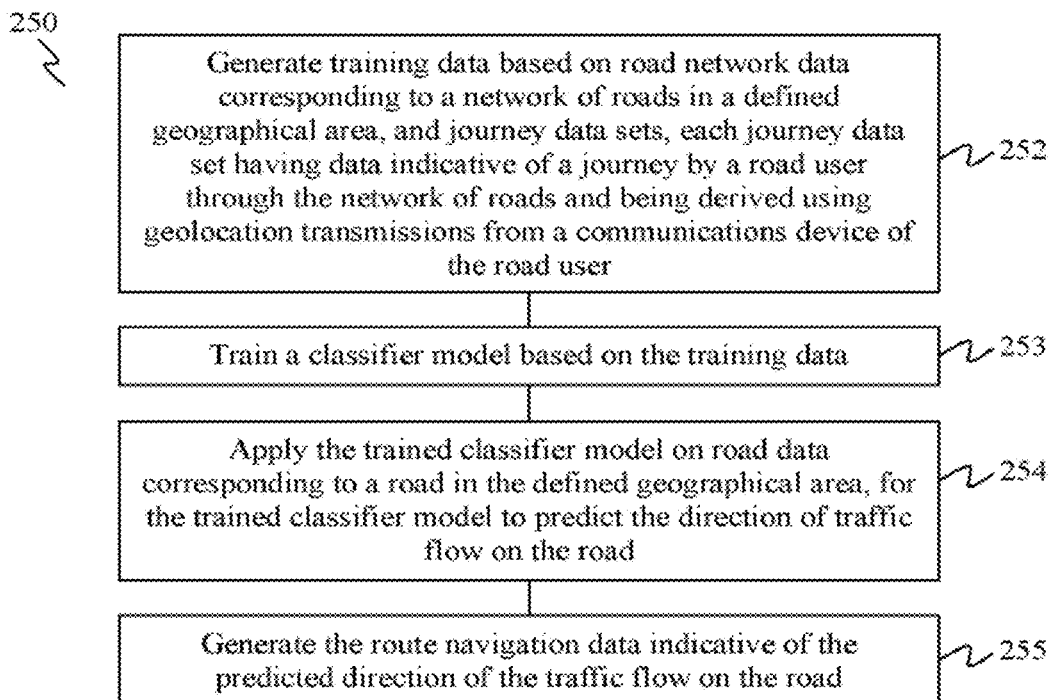 250
Generate training data based on road network data
corresponding to a network of roads in a defined
geographical area, and journey data sets, each journey data
set having data indicative of a journey by a road user
through the network of roads and being derived using
geolocation transmissions from a communications device of
the road user
252
Train a classifier model based on the training data
253
Apply the trained classifier model on road data
corresponding to a road in the defined geographical area, for
the trained classifier model to predict the direction of traffic
flow on the road
254
Generate the route navigation data indicative of the
predicted direction of the traffic flow on the road
255